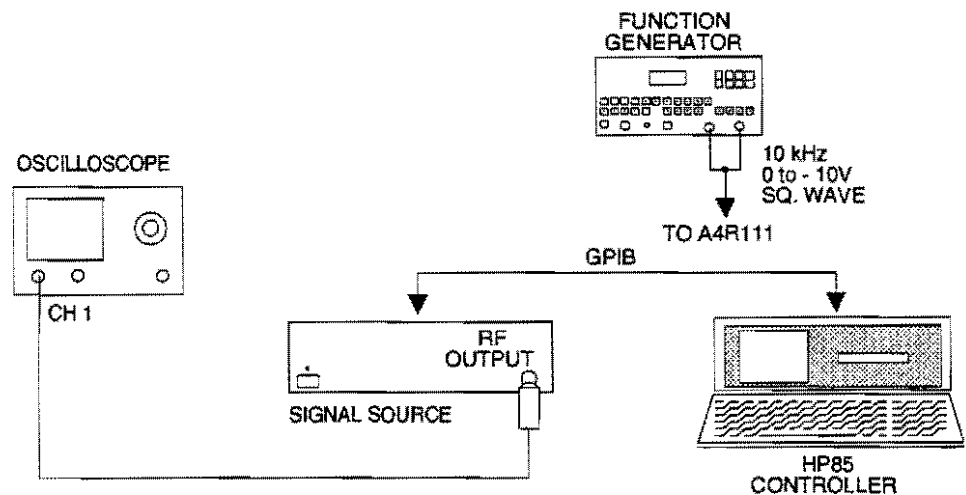 FUNCTION
GENERATOR
OSCILLOSCOPE
10 kHz
0 to - 10V
SQ. WAVE
TO A4R111
GPIB
CH 1
RF
OUTPUT
SIGNAL SOURCE
HP85
CONTROLLER